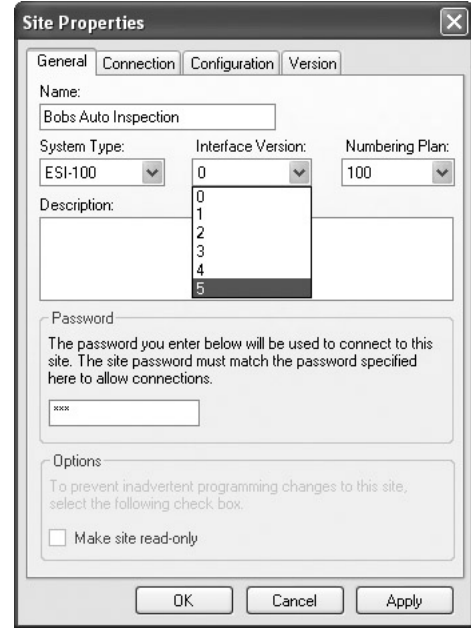 Site Properties
General Connection Configuration Version
Name:
Bobs Auto Inspection
System Type: Interface Version: Numbering Plan:
ESI-100 0 100
Description:
0
1
2
3
4
5
Password
The password you enter below will be used to connect to this
site. The site password must match the password specified
here to allow connections.
***
Options
To prevent inadvertent programming changes to this site,
select the following check box.
Make site read-only
OK Cancel Apply